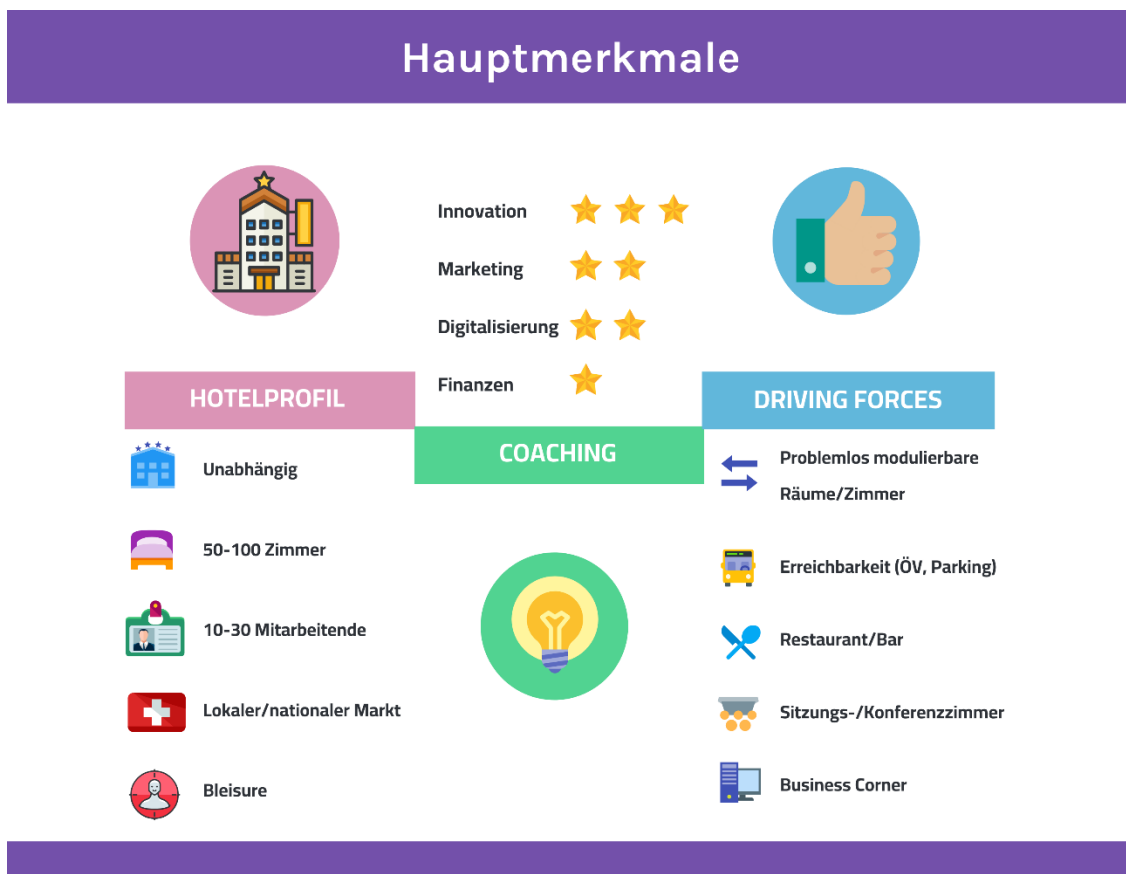 Hauptmerkmale
HOTELPROFIL
Unabhängig
50-100 Zimmer
10-30 Mitarbeitende
Lokaler/nationaler Markt
Bleisure
Innovation
Marketing
Digitalisierung
Finanzen
COACHING
DRIVING FORCES
Problemlos modulierbare
Räume/Zimmer
Erreichbarkeit (ÖV, Parking)
Restaurant/Bar
Sitzungs-/Konferenzzimmer
Business Corner